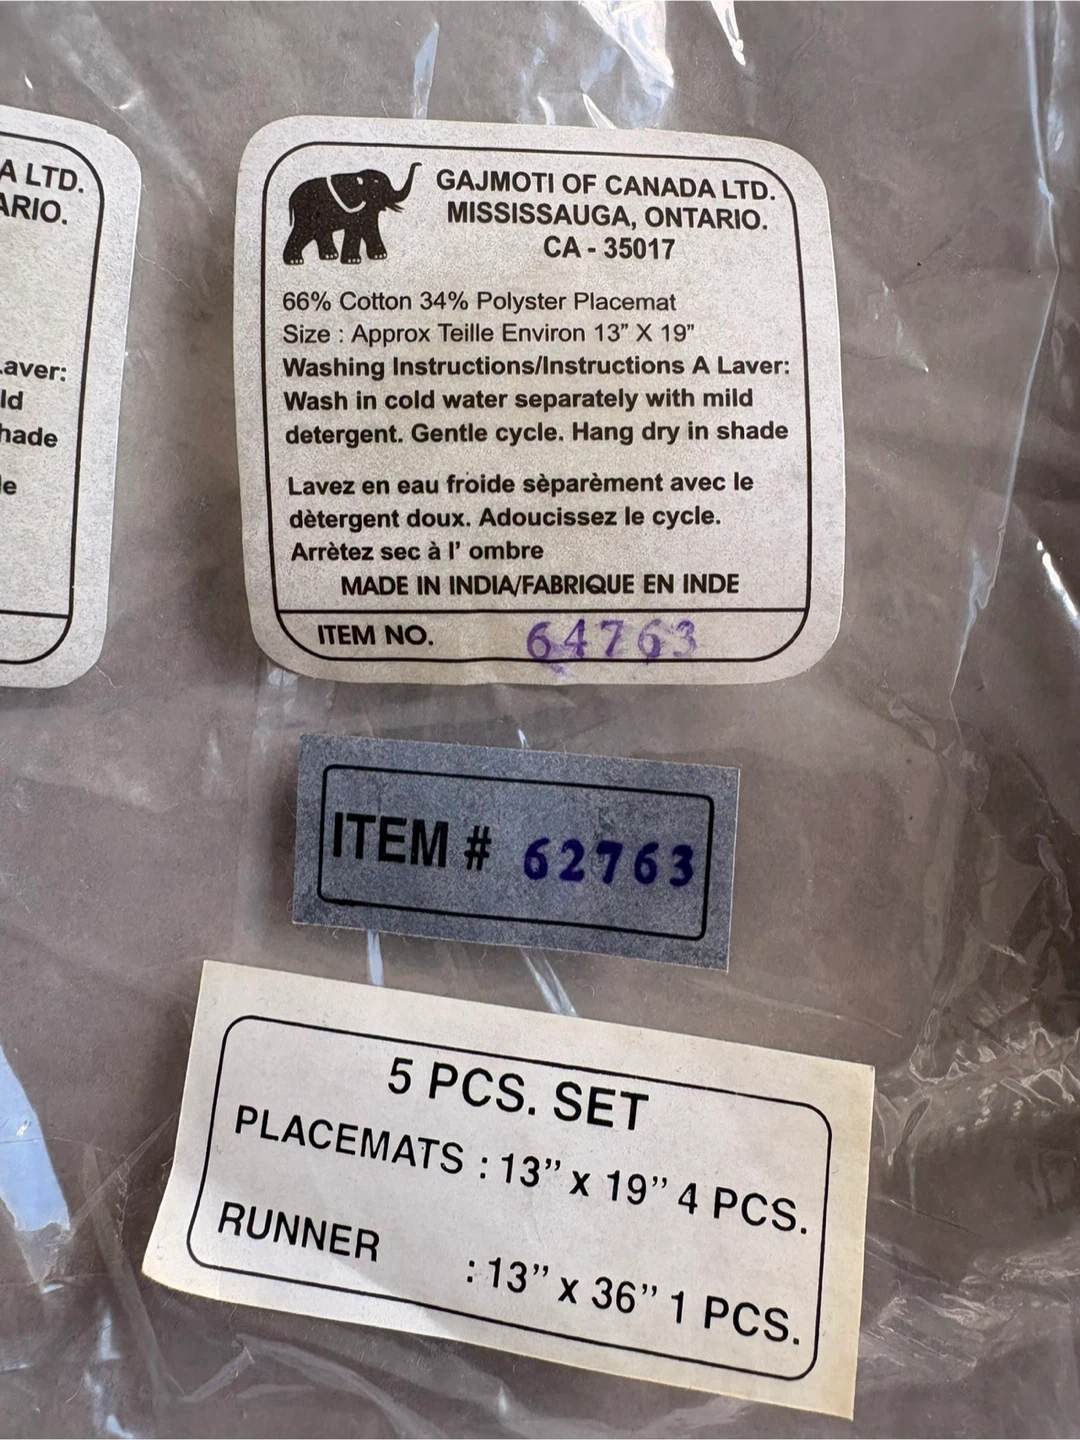 A LTD.
ARIO.
Laver:
ld
hade
le
GAJMOTI OF CANADA LTD.
MISSISSAUGA, ONTARIO.
CA - 35017
66% Cotton 34% Polyster Placemat
Size : Approx Teille Environ 13” X 19”
Washing Instructions/Instructions A Laver:
Wash in cold water separately with mild
detergent. Gentle cycle. Hang dry in shade
Lavez en eau froide sèparèment avec le
dètergent doux. Adoucissez le cycle.
Arrètez sec à l’ ombre
MADE IN INDIA/FABRIQUE EN INDE
ITEM NO. 64763
ITEM # 62763
5 PCS. SET
PLACEMATS : 13” x 19” 4 PCS.
RUNNER : 13” x 36” 1 PCS.